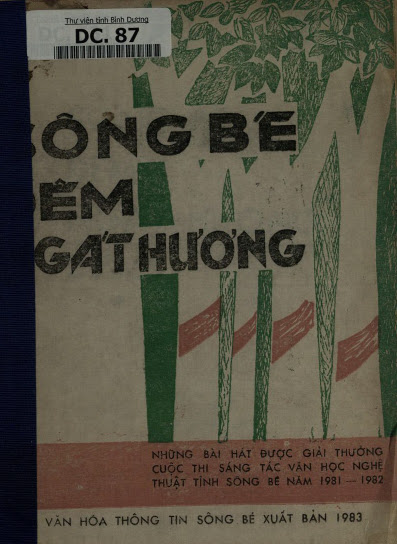 Thư viện tỉnh Bình Dương
DC. 87
SÔNG BÉ
ĐÊM
NGÁT HƯƠNG
NHỮNG BÀI HÁT ĐƯỢC GIẢI THƯỞNG
CUỘC THI SÁNG TÁC VĂN HỌC NGHỆ
THUẬT TỈNH SÔNG BÉ NĂM 1981 — 1982
VĂN HÓA THÔNG TIN SÔNG BÉ XUẤT BẢN 1983